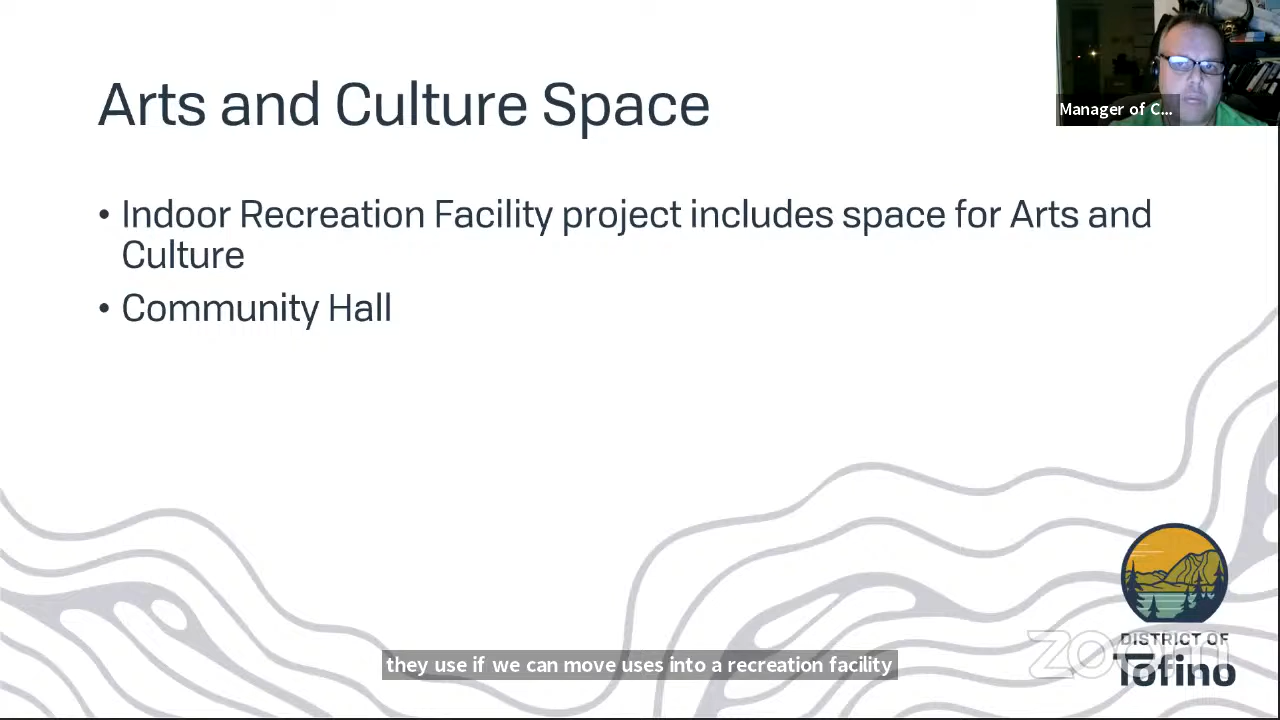 Arts and Culture Space
Manager of C...
• Indoor Recreation Facility project includes space for Arts and
Culture
• Community Hall
DISTRICT OF
zoom
Tofino
they use if we can move uses into a recreation facility